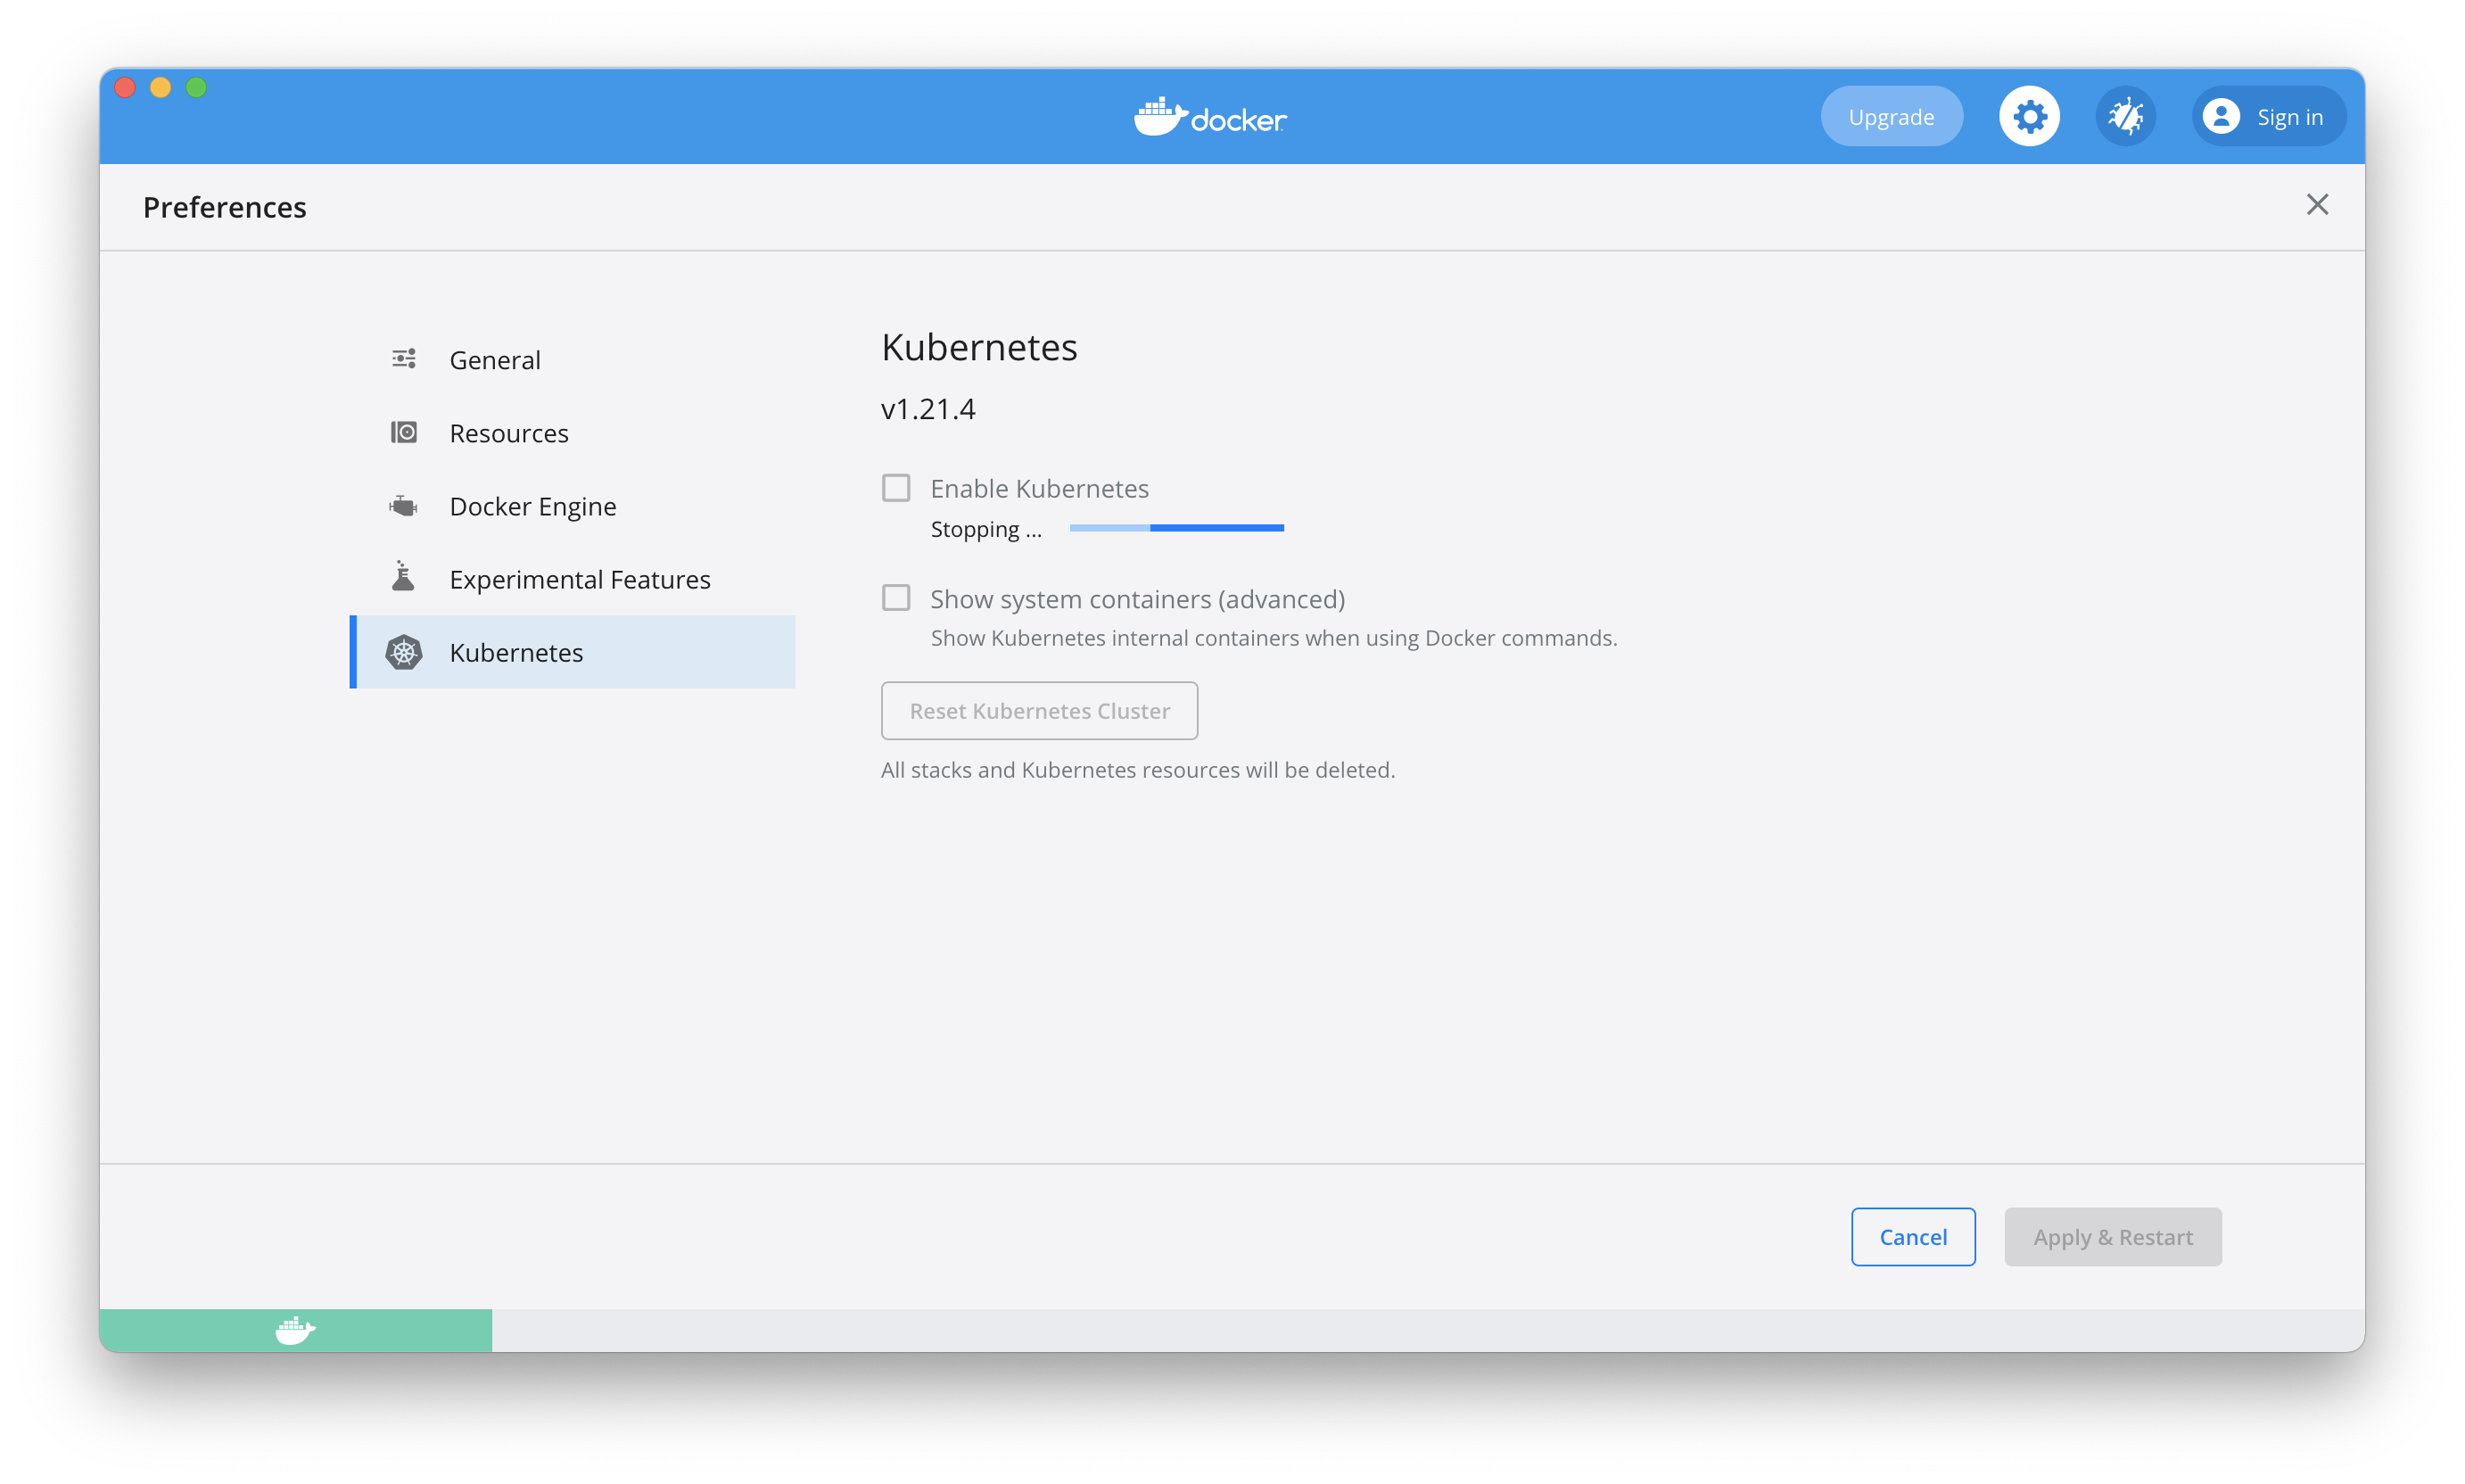 docker
Upgrade
Sign in
Preferences
General
Resources
Docker Engine
Experimental Features
Kubernetes
Kubernetes
v1.21.4
Enable Kubernetes
Stopping ...
Show system containers (advanced)
Show Kubernetes internal containers when using Docker commands.
Reset Kubernetes Cluster
All stacks and Kubernetes resources will be deleted.
Cancel
Apply & Restart